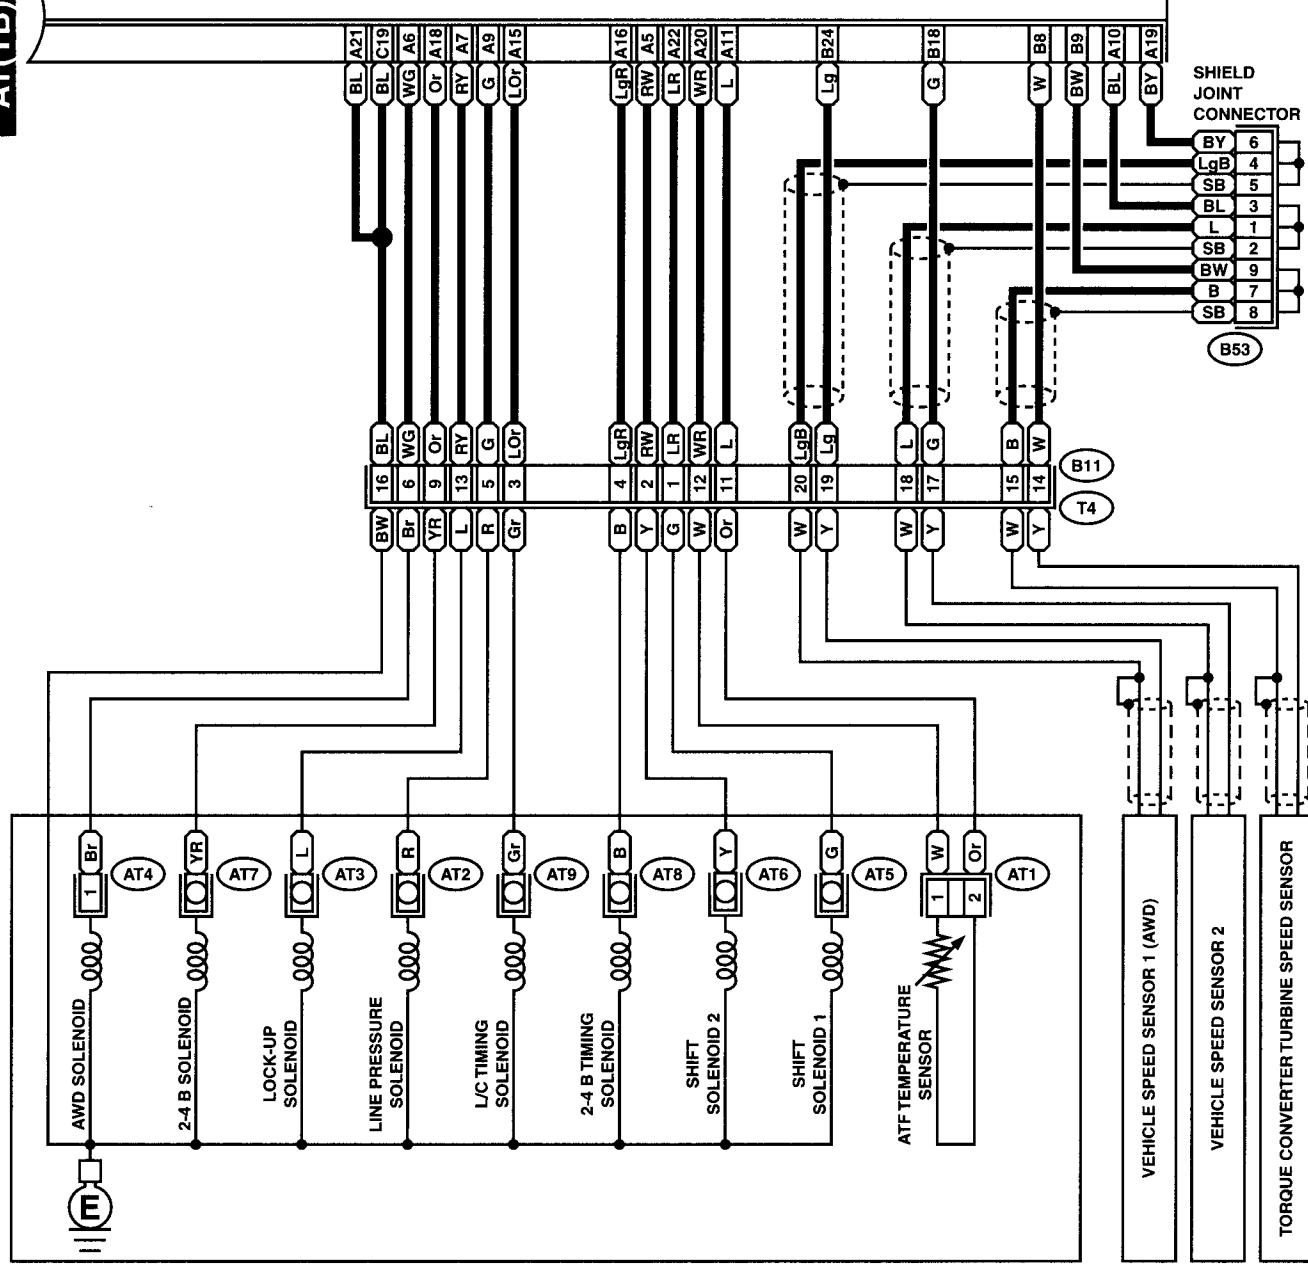 AT(TB)
A21 C19 A6 A18 A7 A9 A15 A16 A5 A22 A20 A11 B24 B18 B8 B9 A10 A19
BL BL WG Or RY G LOr LgR RW LR WR L Lg G W BW BL BY
SHIELD
JOINT
CONNECTOR
BY 6
LgB 4
SB 5
BL 3
L 1
SB 2
BW 9
B 7
SB 8
B53
BL WG Or RY G LOr LgR RW LR WR L LgB Lg L G B W
16 6 9 13 5 3 4 2 1 12 11 20 19 18 17 15 14
B11
T4
BW Br YR L R Gr B Y G W Or W Y W Y W Y
Br YR L R Gr B Y G W Or
AT4 AT7 AT3 AT2 AT9 AT8 AT6 AT5 AT1
1 1 2
AWD SOLENOID
2-4 B SOLENOID
LOCK-UP
SOLENOID
LINE PRESSURE
SOLENOID
L/C TIMING
SOLENOID
2-4 B TIMING
SOLENOID
SHIFT
SOLENOID 2
SHIFT
SOLENOID 1
ATF TEMPERATURE
SENSOR
VEHICLE SPEED SENSOR 1 (AWD)
VEHICLE SPEED SENSOR 2
TORQUE CONVERTER TURBINE SPEED SENSOR
E